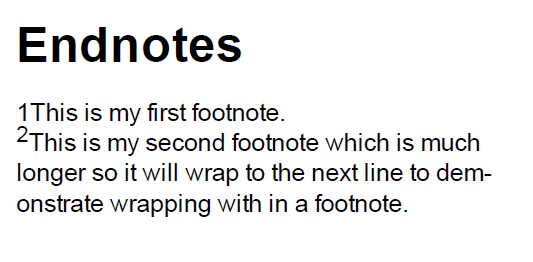 Endnotes
1This is my first footnote.
²This is my second footnote which is much
longer so it will wrap to the next line to dem-
onstrate wrapping with in a footnote.